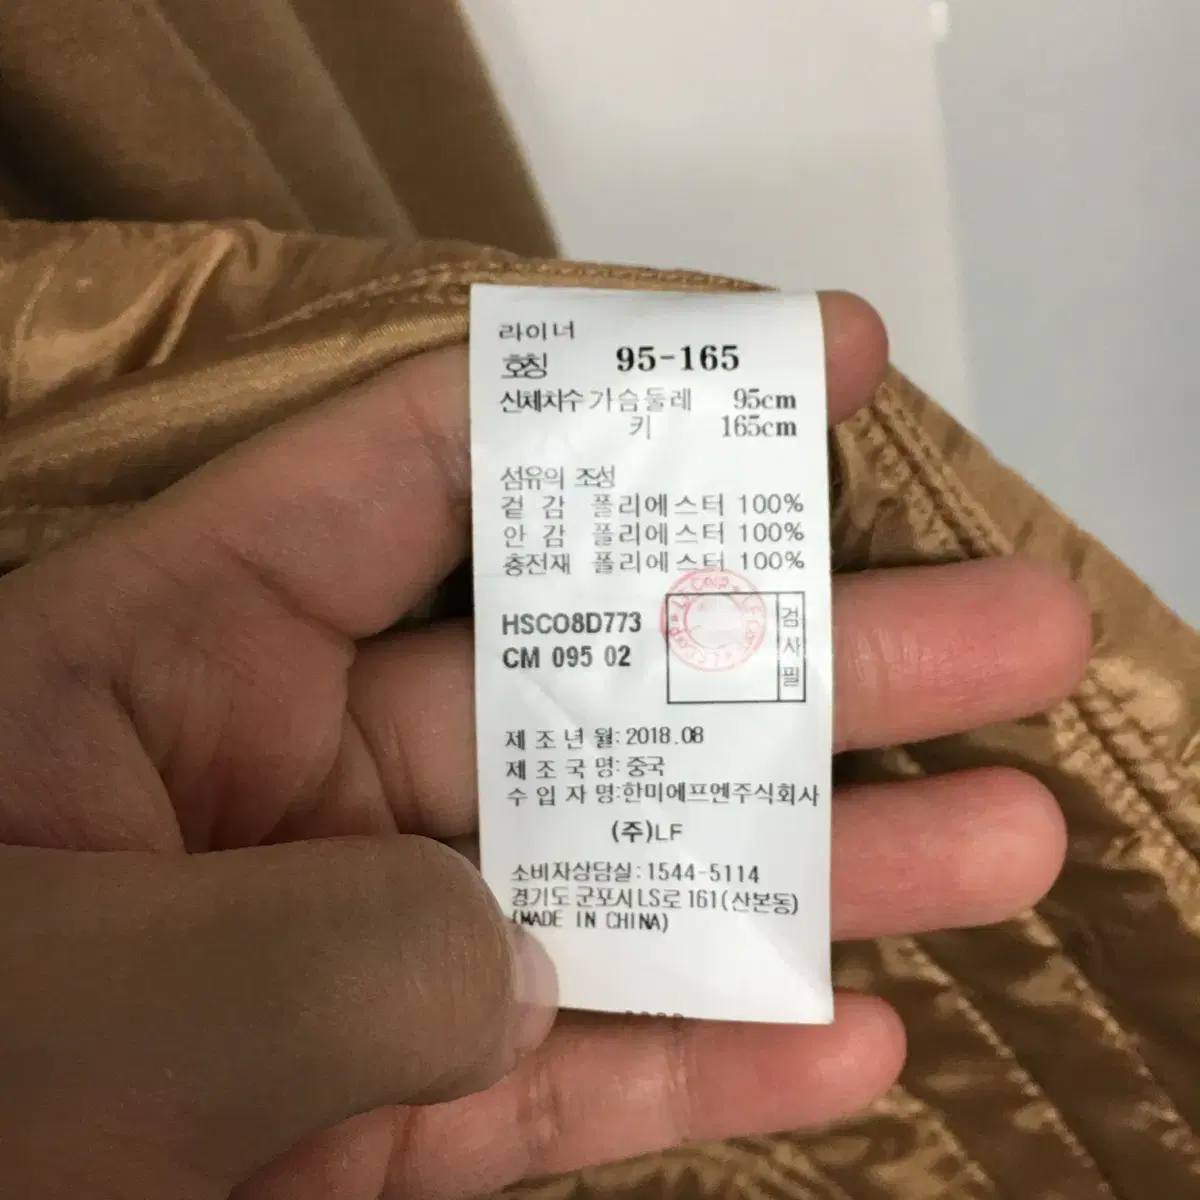 라이너
호칭 95-165
신체치수 가슴둘레 95cm
키 165cm
섬유의 조성
겉 감 폴리에스터 100%
안 감 폴리에스터 100%
충전재 폴리에스터 100%
HSCO8D773
CM 095 02
검사필
제 조 년 월: 2018.08
제 조 국 명: 중국
수 입 자 명: 한미에프엔주식회사
(주)LF
소비자상담실: 1544-5114
경기도 군포시 LS로 161(산본동)
(MADE IN CHINA)